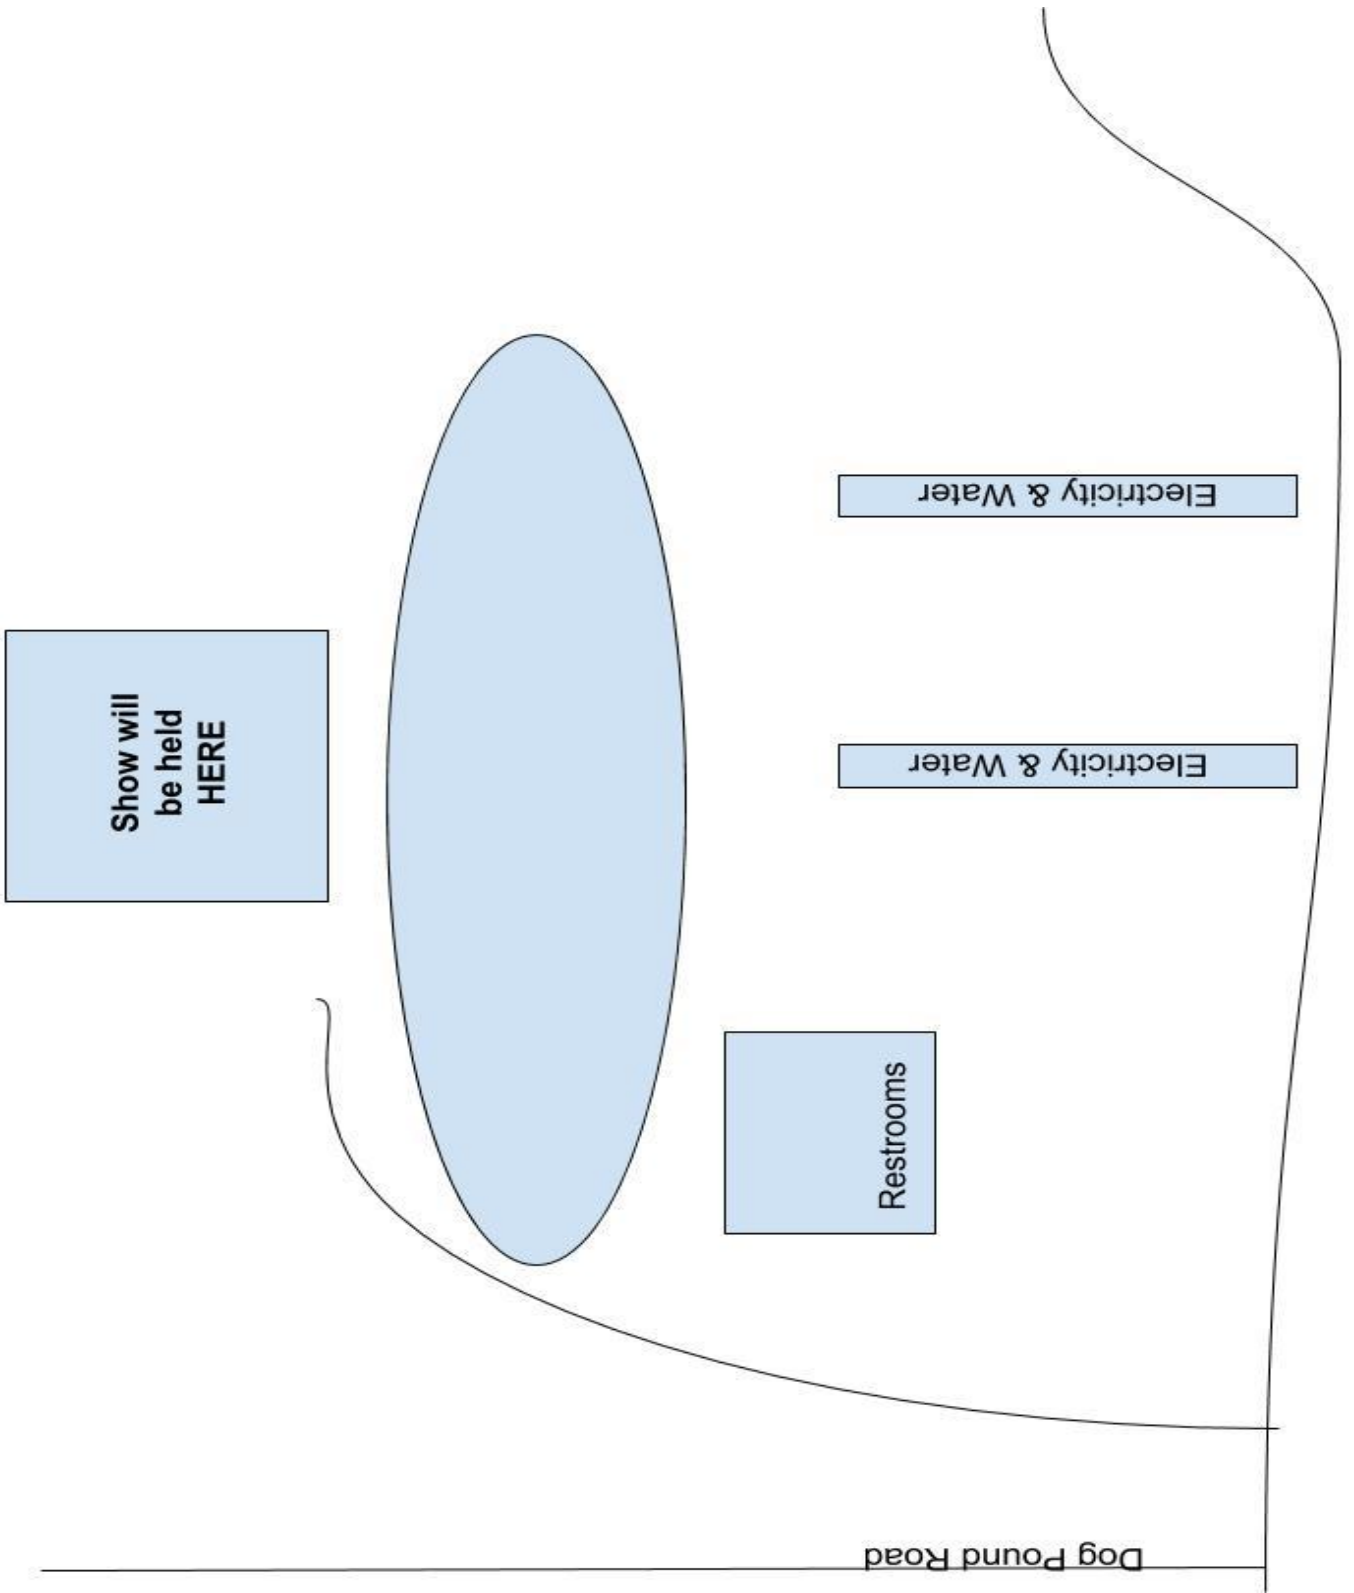 Show will
be held
HERE
Electricity & Water
Electricity & Water
Restrooms
Dog Pound Road